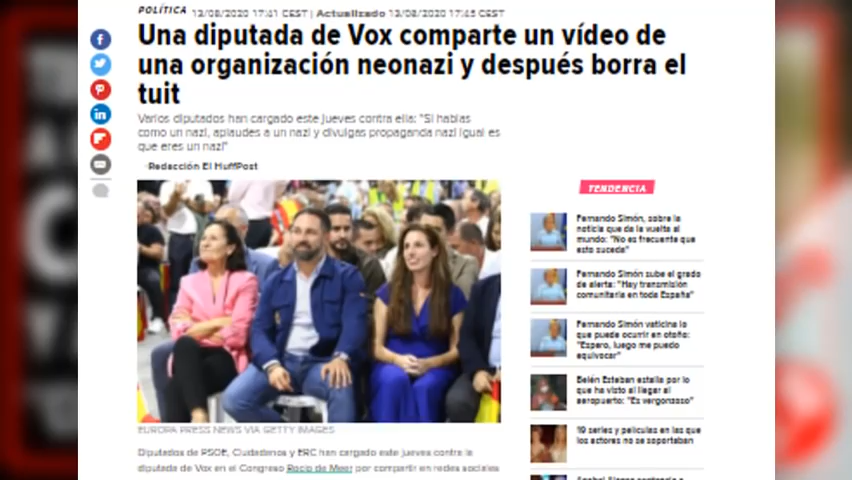 POLÍTICA 13/08/2020 17:41 CEST | Actualizado 13/08/2020 17:45 CEST
Una diputada de Vox comparte un vídeo de
una organización neonazi y después borra el
tuit
Varios diputados han cargado este jueves contra ella: "Si hablas
como un nazi, aplaudes a un nazi y divulgas propaganda nazi igual es
que eres un nazi"
Redacción El HuffPost
EUROPA PRESS NEWS VIA GETTY IMAGES
Diputados de PSOE, Ciudadanos y ERC han cargado este jueves contra la
diputada de Vox en el Congreso Rocío de Meer por compartir en redes sociales
TENDENCIA
Fernando Simón, sobre la
noticia que da la vuelta al
mundo: "No es frecuente que
esto suceda"
Fernando Simón sube el grado
de alerta: "Hay transmisión
comunitaria en toda España"
Fernando Simón vaticina lo
que puede ocurrir en otoño:
"Espero, luego me puedo
equivocar"
Belén Esteban estalla por lo
que ha visto al llegar al
aeropuerto: "Es vergonzoso"
19 series y películas en las que
los actores no se soportaban